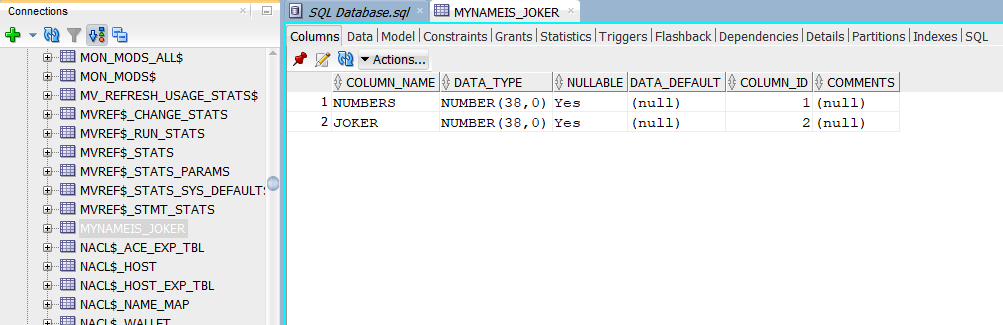 Connections
MON_MODS_ALL$
MON_MODS$
MV_REFRESH_USAGE_STATS$
MVREF$_CHANGE_STATS
MVREF$_RUN_STATS
MVREF$_STATS
MVREF$_STATS_PARAMS
MVREF$_STATS_SYS_DEFAULTS
MVREF$_STMT_STATS
MYNAMEIS_JOKER
NACL$_ACE_EXP_TBL
NACL$_HOST
NACL$_HOST_EXP_TBL
NACL$_NAME_MAP
NACL$_WALLET
SQL Database.sql MYNAMEIS_JOKER
Columns Data Model Constraints Grants Statistics Triggers Flashback Dependencies Details Partitions Indexes SQL
Actions...
COLUMN_NAME DATA_TYPE NULLABLE DATA_DEFAULT COLUMN_ID COMMENTS
1 NUMBERS NUMBER(38,0) Yes (null) 1 (null)
2 JOKER NUMBER(38,0) Yes (null) 2 (null)